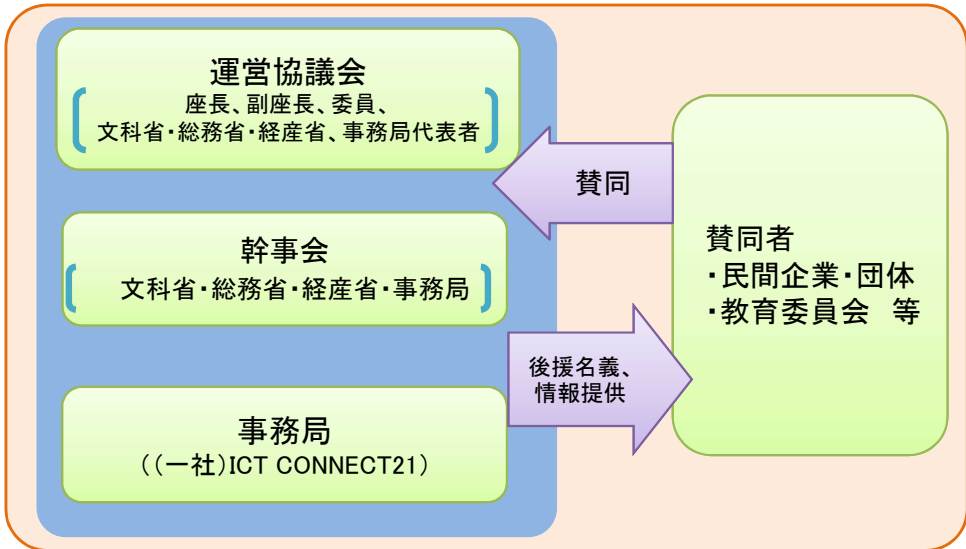 運営協議会
座長、副座長、委員、
文科省・総務省・経産省、事務局代表者
賛同
幹事会
文科省・総務省・経産省・事務局
賛同者
・民間企業・団体
・教育委員会　等
後援名義、
情報提供
事務局
((一社)ICT CONNECT21)